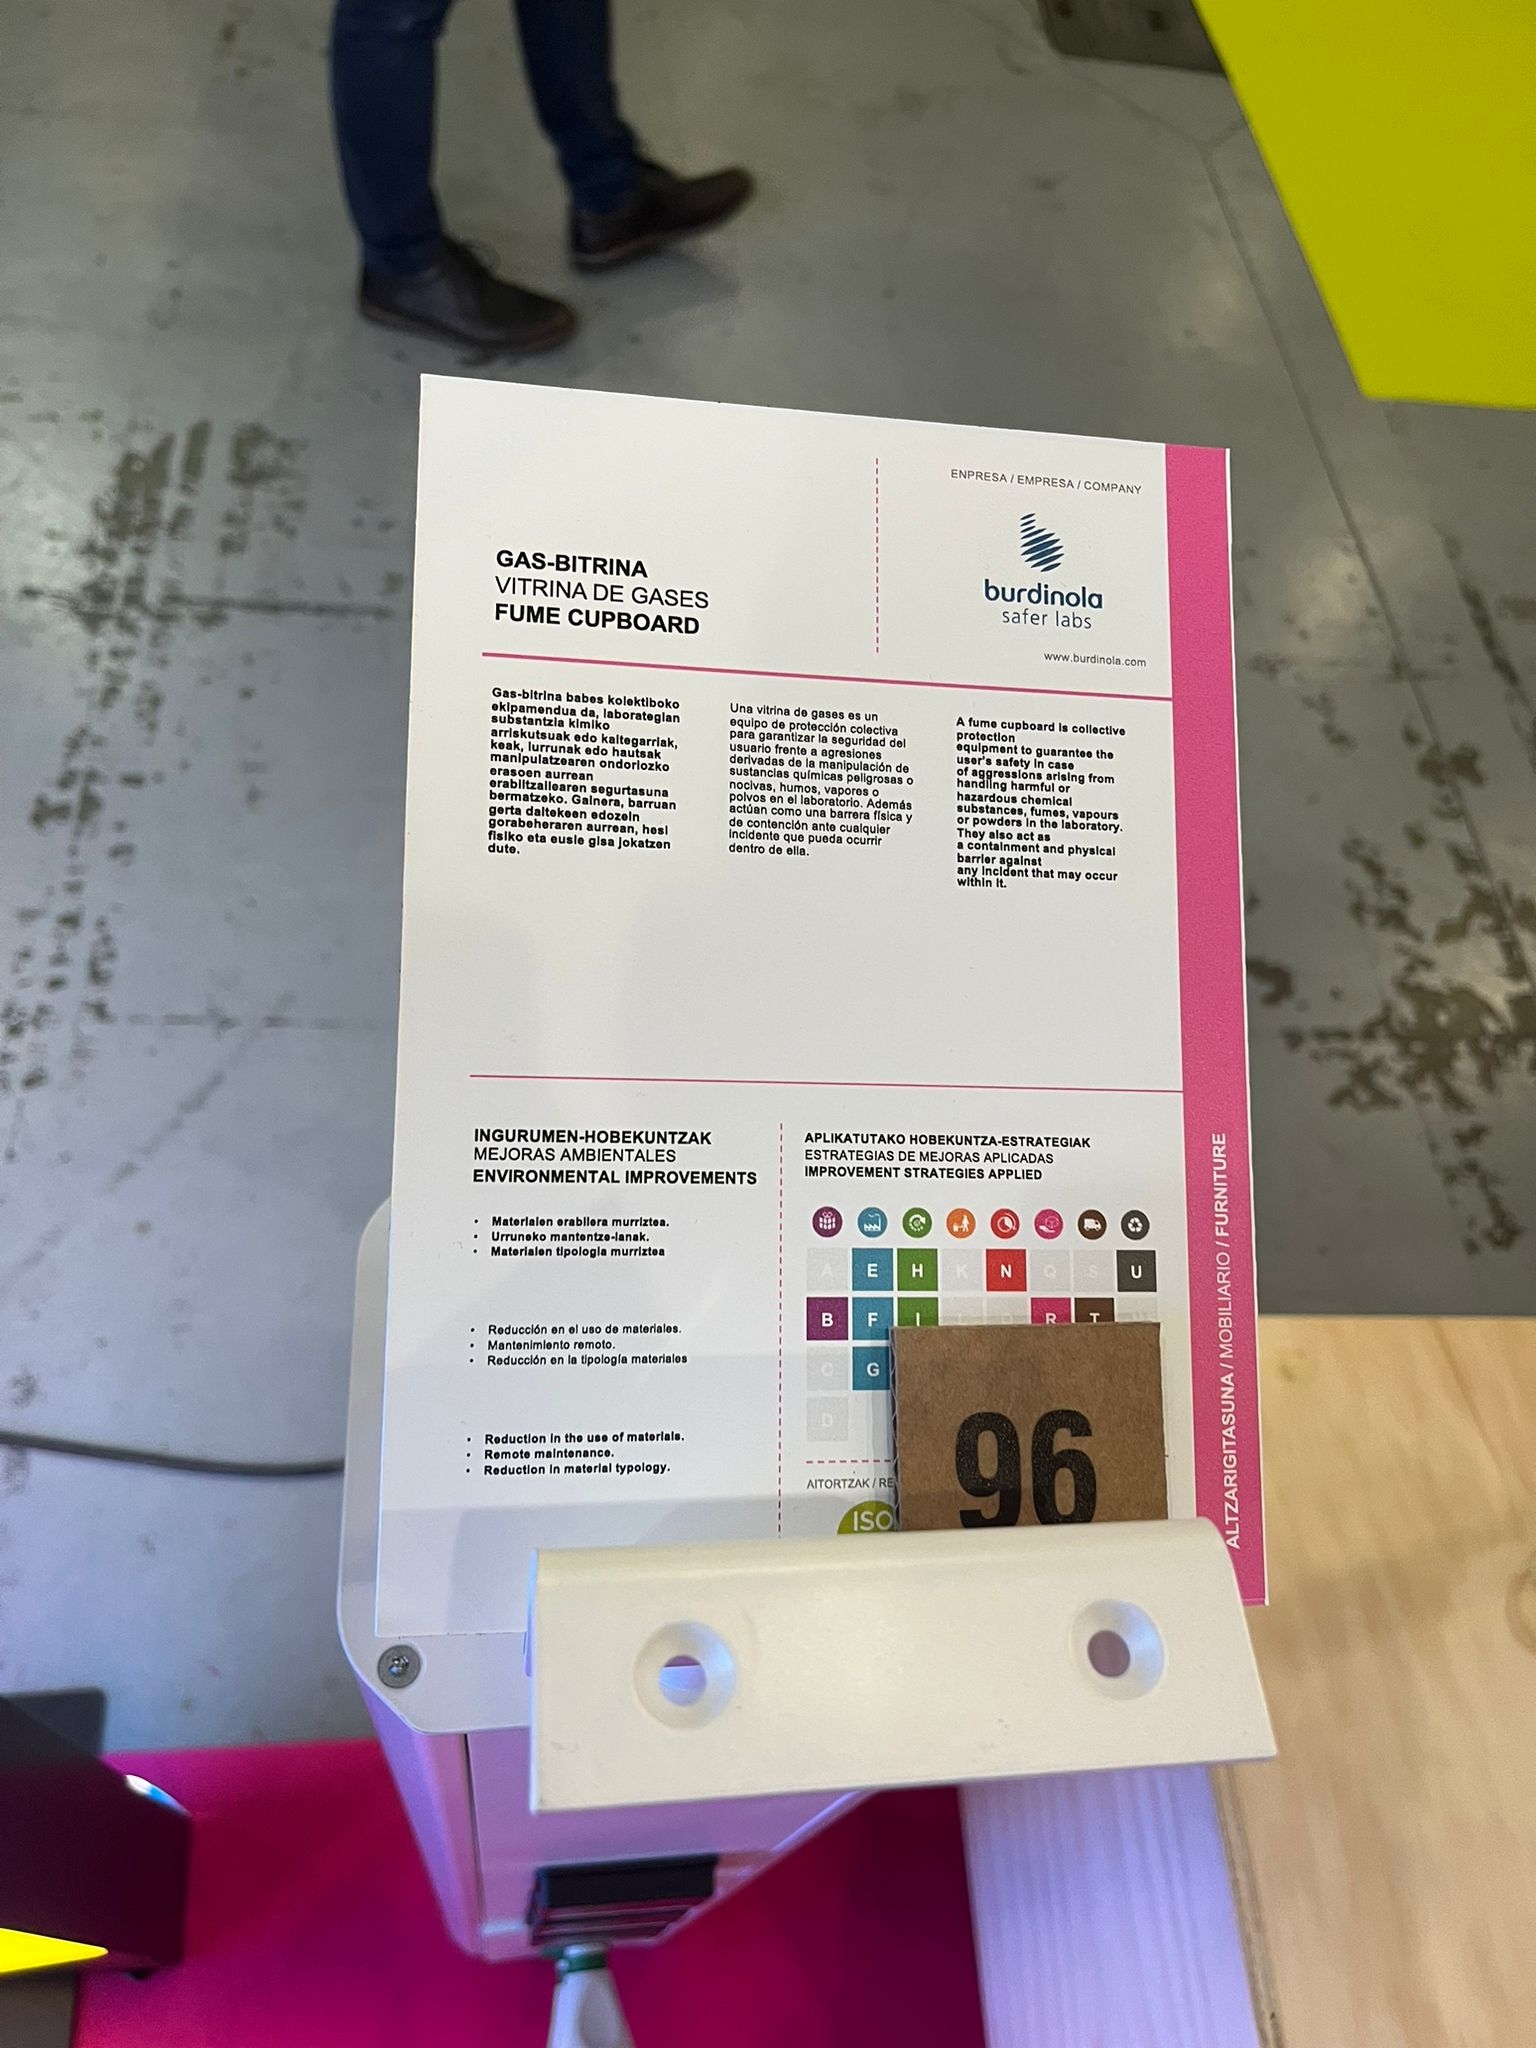 ENPRESA / EMPRESA / COMPANY
burdinola
safer labs
www.burdinola.com
GAS-BITRINA
VITRINA DE GASES
FUME CUPBOARD
Gas-bitrina babes kolektiboko
ekipamendua da, laborategian
substantzia kimiko
arriskutsuak edo kaltegarriak,
keak, lurrunak edo hautsak
manipulatzearen ondoriozko
erasoen aurrean
erabiltzailearen segurtasuna
bermatzeko. Gainera, barruan
gerta daitekeen edozein
gorabeheraren aurrean, hesi
fisiko eta eusle gisa jokatzen
dute.
Una vitrina de gases es un
equipo de protección colectiva
para garantizar la seguridad del
usuario frente a agresiones
derivadas de la manipulación de
sustancias químicas peligrosas o
nocivas, humos, vapores o
polvos en el laboratorio. Además
actúan como una barrera física y
de contención ante cualquier
incidente que pueda ocurrir
dentro de ella.
A fume cupboard is collective
protection
equipment to guarantee the
user's safety in case
of aggressions arising from
handling harmful or
hazardous chemical
substances, fumes, vapours
or powders in the laboratory.
They also act as
a containment and physical
barrier against
any incident that may occur
within it.
INGURUMEN-HOBEKUNTZAK
MEJORAS AMBIENTALES
ENVIRONMENTAL IMPROVEMENTS
• Materialen erabilera murriztea.
• Urruneko mantentze-lanak.
• Materialen tipologia murriztea
• Reducción en el uso de materiales.
• Mantenimiento remoto.
• Reducción en la tipología materiales
• Reduction in the use of materials.
• Remote maintenance.
• Reduction in material typology.
APLIKATUTAKO HOBEKUNTZA-ESTRATEGIAK
ESTRATEGIAS DE MEJORAS APLICADAS
IMPROVEMENT STRATEGIES APPLIED
A E H K N Q S U
B F I R T
C G
D
AITORTZAK / RE
ISO
96
ALTZARIGITASUNA / MOBILIARIO / FURNITURE